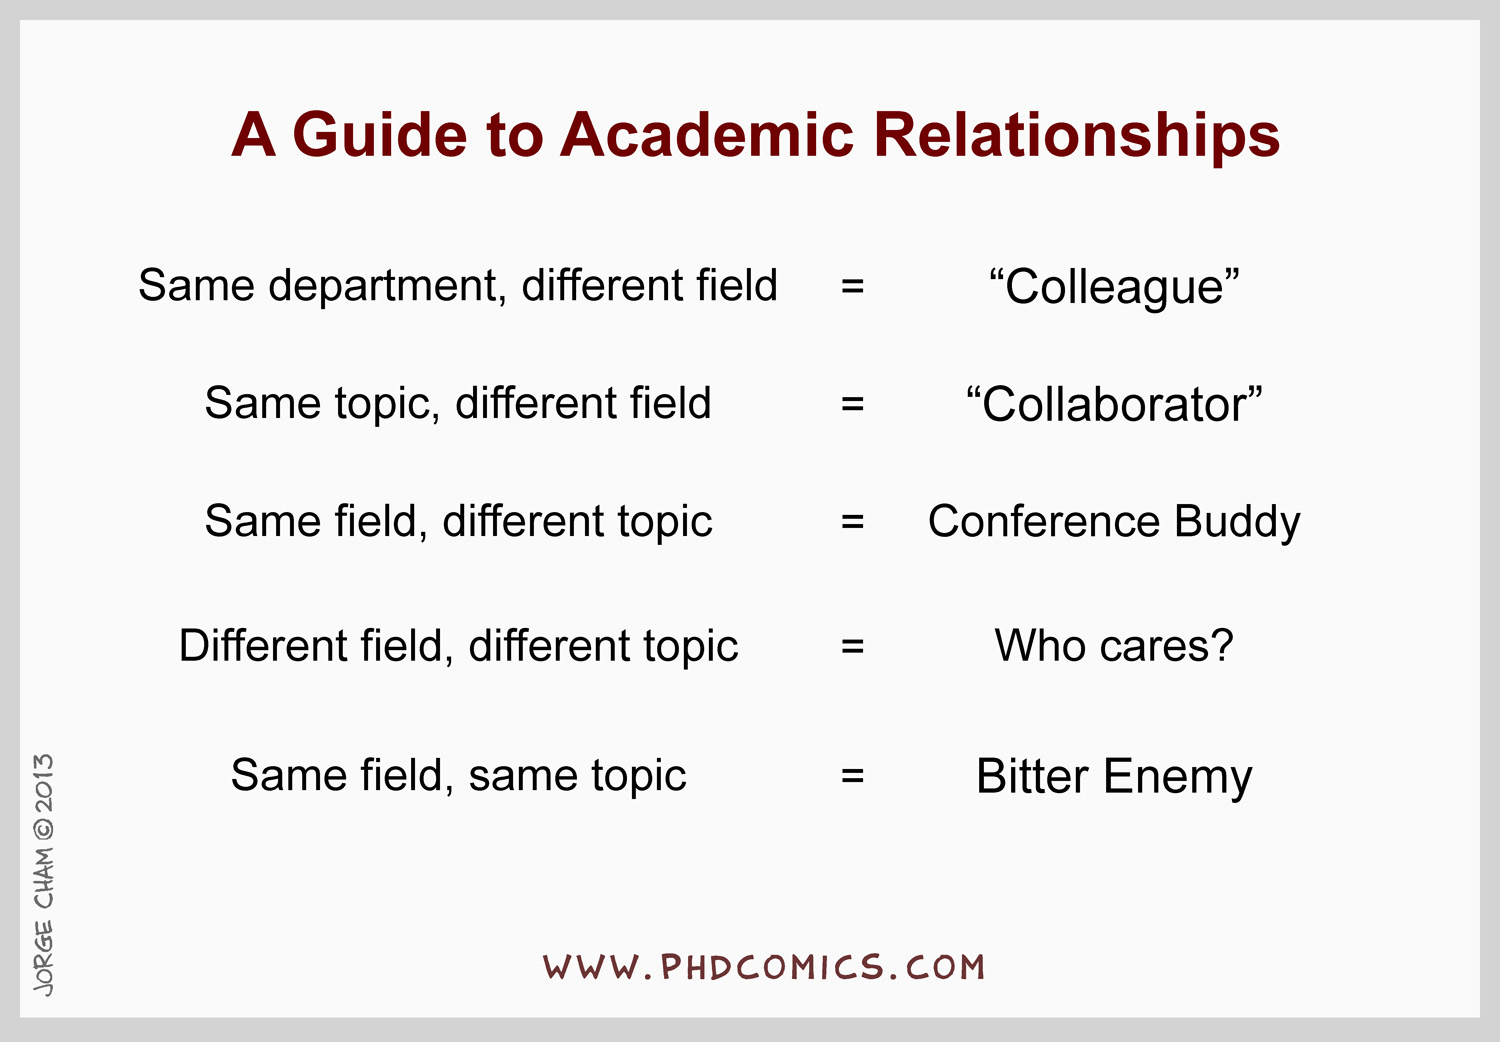 A Guide to Academic Relationships
Same department, different field = “Colleague”
Same topic, different field = “Collaborator”
Same field, different topic = Conference Buddy
Different field, different topic = Who cares?
Same field, same topic = Bitter Enemy
JORGE CHAM © 2013
WWW.PHDCOMICS.COM